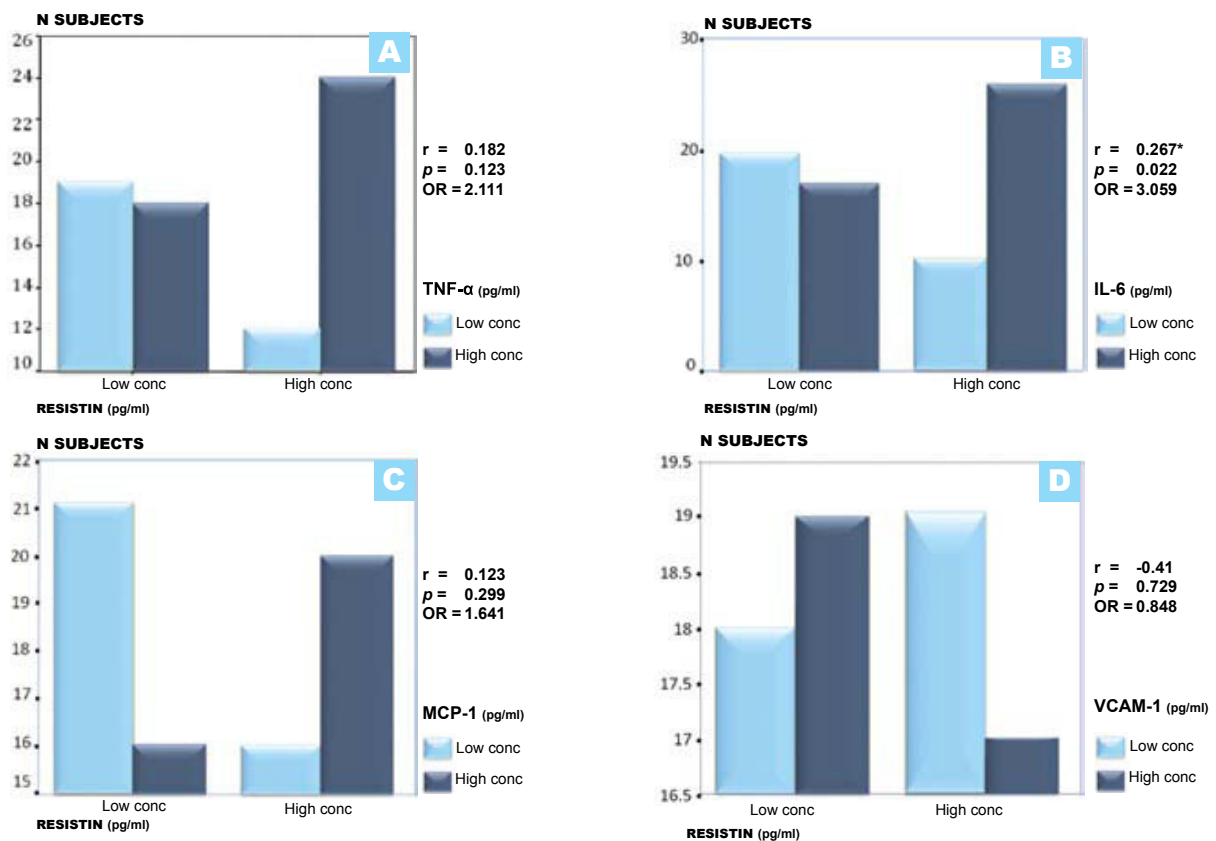 N SUBJECTS
A
26
24
22
20
18
16
14
12
10
Low conc
High conc
RESISTIN (pg/ml)
r = 0.182
p = 0.123
OR = 2.111
TNF-α (pg/ml)
Low conc
High conc
N SUBJECTS
B
30
20
10
0
Low conc
High conc
RESISTIN (pg/ml)
r = 0.267*
p = 0.022
OR = 3.059
IL-6 (pg/ml)
Low conc
High conc
N SUBJECTS
C
22
21
20
19
18
17
16
15
Low conc
High conc
RESISTIN (pg/ml)
r = 0.123
p = 0.299
OR = 1.641
MCP-1 (pg/ml)
Low conc
High conc
N SUBJECTS
D
19.5
19
18.5
18
17.5
17
16.5
Low conc
High conc
RESISTIN (pg/ml)
r = -0.41
p = 0.729
OR = 0.848
VCAM-1 (pg/ml)
Low conc
High conc